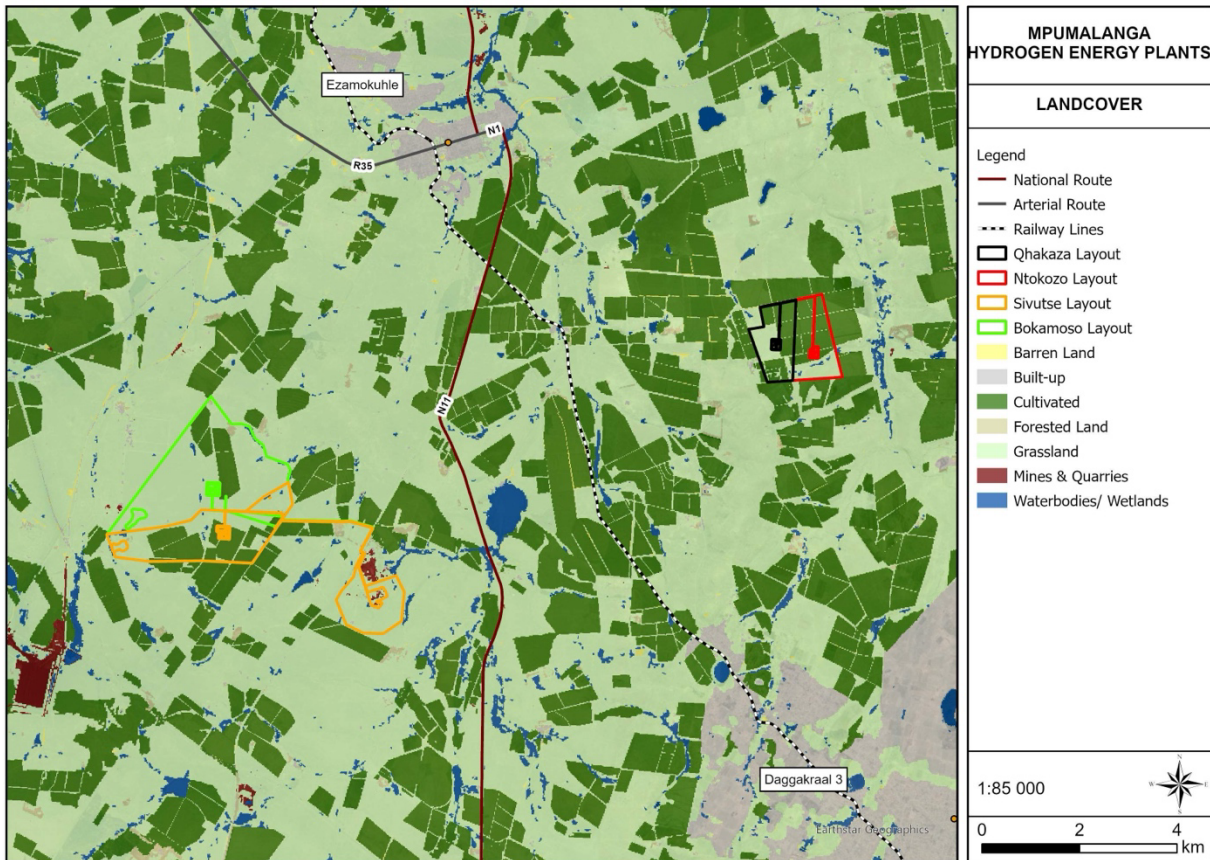 Ezamokuhle
N1
R35
N11
Daggakraal 3
Earthstar Geographics
MPUMALANGA
HYDROGEN ENERGY PLANTS
LANDCOVER
Legend
National Route
Arterial Route
Railway Lines
Qhakaza Layout
Ntokozo Layout
Sivutse Layout
Bokamoso Layout
Barren Land
Built-up
Cultivated
Forested Land
Grassland
Mines & Quarries
Waterbodies/ Wetlands
1:85 000
N
W E
S
0 2 4
km